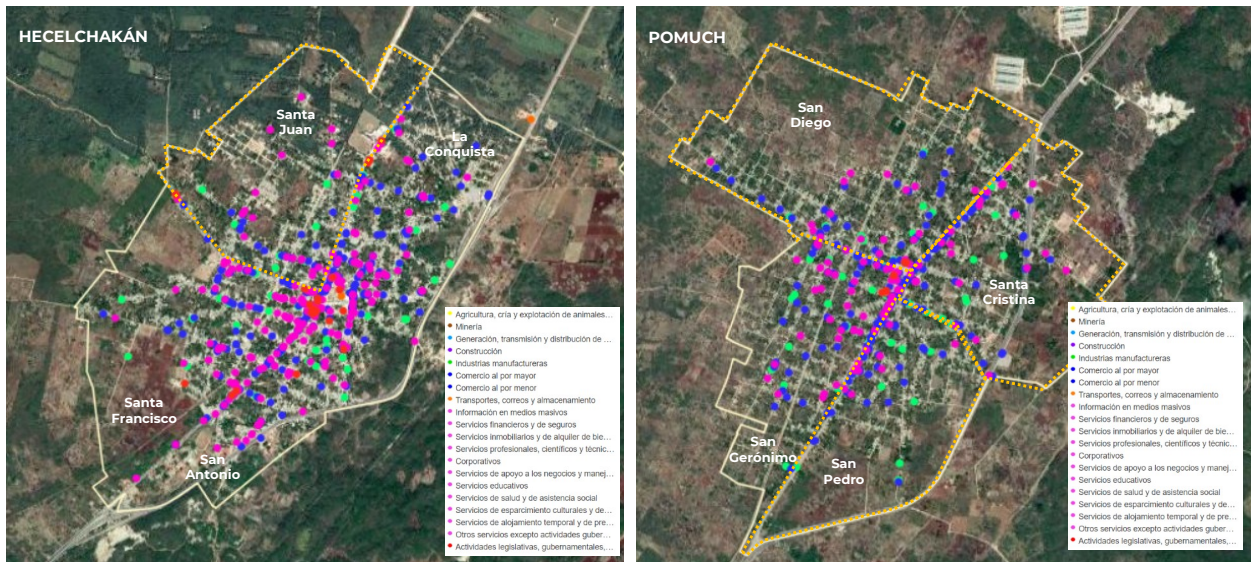 HECELCHAKÁN
Santa
Juan
La
Conquista
Santa
Francisco
San
Antonio
Agricultura, cría y explotación de animales...
Minería
Generación, transmisión y distribución de ...
Construcción
Industrias manufactureras
Comercio al por mayor
Comercio al por menor
Transportes, correos y almacenamiento
Información en medios masivos
Servicios financieros y de seguros
Servicios inmobiliarios y de alquiler de bie...
Servicios profesionales, científicos y técnic...
Corporativos
Servicios de apoyo a los negocios y manej...
Servicios educativos
Servicios de salud y de asistencia social
Servicios de esparcimiento culturales y de...
Servicios de alojamiento temporal y de pre...
Otros servicios excepto actividades guber...
Actividades legislativas, gubernamentales,...
POMUCH
San
Diego
Santa
Cristina
San
Gerónimo
San
Pedro
Agricultura, cría y explotación de animales...
Minería
Generación, transmisión y distribución de ...
Construcción
Industrias manufactureras
Comercio al por mayor
Comercio al por menor
Transportes, correos y almacenamiento
Información en medios masivos
Servicios financieros y de seguros
Servicios inmobiliarios y de alquiler de bie...
Servicios profesionales, científicos y técnic...
Corporativos
Servicios de apoyo a los negocios y manej...
Servicios educativos
Servicios de salud y de asistencia social
Servicios de esparcimiento culturales y de...
Servicios de alojamiento temporal y de pre...
Otros servicios excepto actividades guber...
Actividades legislativas, gubernamentales,...